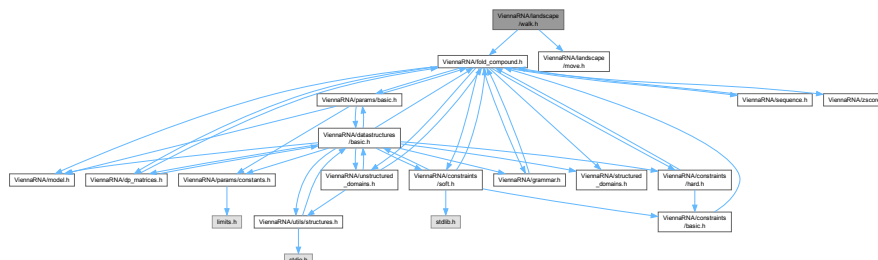 ViennaRNA/landscape
/walk.h
ViennaRNA/fold_compound.h
ViennaRNA/landscape
/move.h
ViennaRNA/params/basic.h
ViennaRNA/sequence.h
ViennaRNA/zscor
ViennaRNA/datastructures
/basic.h
ViennaRNA/model.h
ViennaRNA/dp_matrices.h
ViennaRNA/params/constants.h
ViennaRNA/unstructured
_domains.h
ViennaRNA/constraints
/soft.h
ViennaRNA/grammar.h
ViennaRNA/structured
_domains.h
ViennaRNA/constraints
/hard.h
limits.h
ViennaRNA/utils/structures.h
stdlib.h
ViennaRNA/constraints
/basic.h